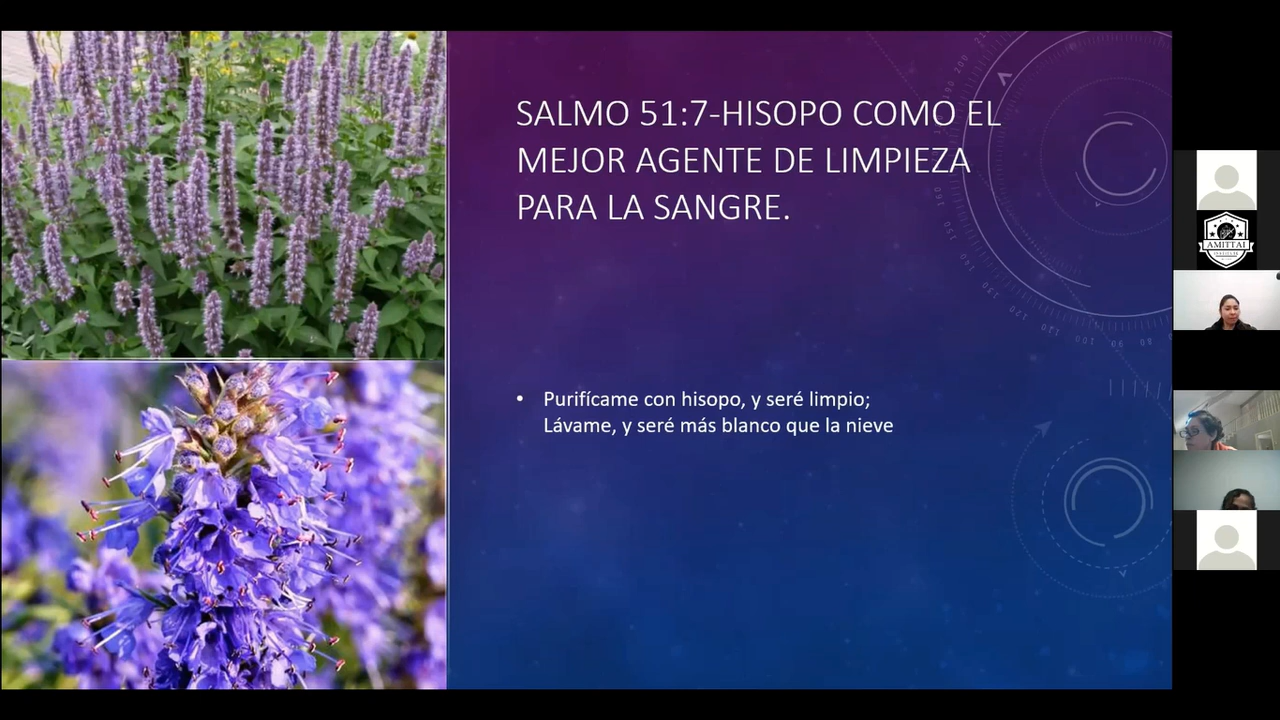 SALMO 51:7-HISOPO COMO EL
MEJOR AGENTE DE LIMPIEZA
PARA LA SANGRE.
• Purifícame con hisopo, y seré limpio;
Lávame, y seré más blanco que la nieve
AMITTAI